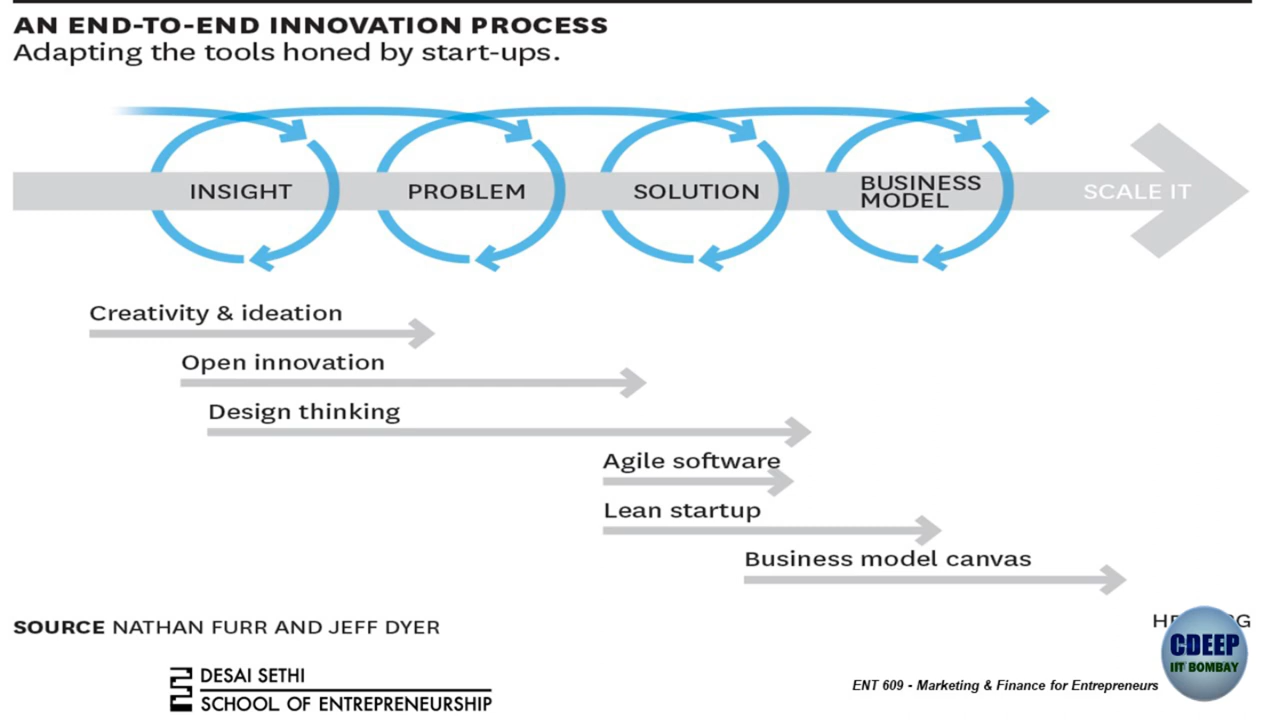 AN END-TO-END INNOVATION PROCESS
Adapting the tools honed by start-ups.
INSIGHT
PROBLEM
SOLUTION
BUSINESS
MODEL
SCALE IT
Creativity & ideation
Open innovation
Design thinking
Agile software
Lean startup
Business model canvas
SOURCE NATHAN FURR AND JEFF DYER
CDEEP
IIT BOMBAY
DESAI SETHI
SCHOOL OF ENTREPRENEURSHIP
ENT 609 - Marketing & Finance for Entrepreneurs